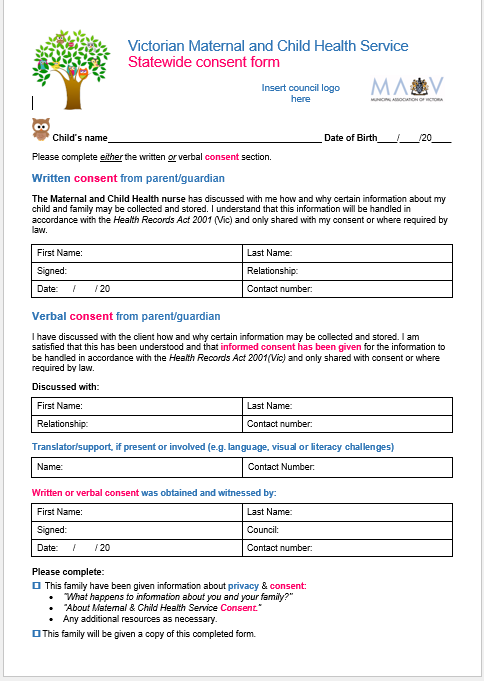 Victorian Maternal and Child Health Service
Statewide consent form
Insert council logo
here
MAV
MUNICIPAL ASSOCIATION OF VICTORIA
Child's name____________________ Date of Birth____/____/20____
Please complete either the written or verbal consent section.
Written consent from parent/guardian
The Maternal and Child Health nurse has discussed with me how and why certain information about my
child and family may be collected and stored. I understand that this information will be handled in
accordance with the Health Records Act 2001 (Vic) and only shared with my consent or where required by
law.
First Name: Last Name:
Signed: Relationship:
Date: / / 20 Contact number:
Verbal consent from parent/guardian
I have discussed with the client how and why certain information may be collected and stored. I am
satisfied that this has been understood and that informed consent has been given for the information to
be handled in accordance with the Health Records Act 2001(Vic) and only shared with consent or where
required by law.
Discussed with:
First Name: Last Name:
Relationship: Contact number:
Translator/support, if present or involved (e.g. language, visual or literacy challenges)
Name: Contact Number:
Written or verbal consent was obtained and witnessed by:
First Name: Last Name:
Signed: Council:
Date: / / 20 Contact number:
Please complete:
☐ This family have been given information about privacy & consent:
• "What happens to information about you and your family?"
• "About Maternal & Child Health Service Consent."
• Any additional resources as necessary.
☐ This family will be given a copy of this completed form.